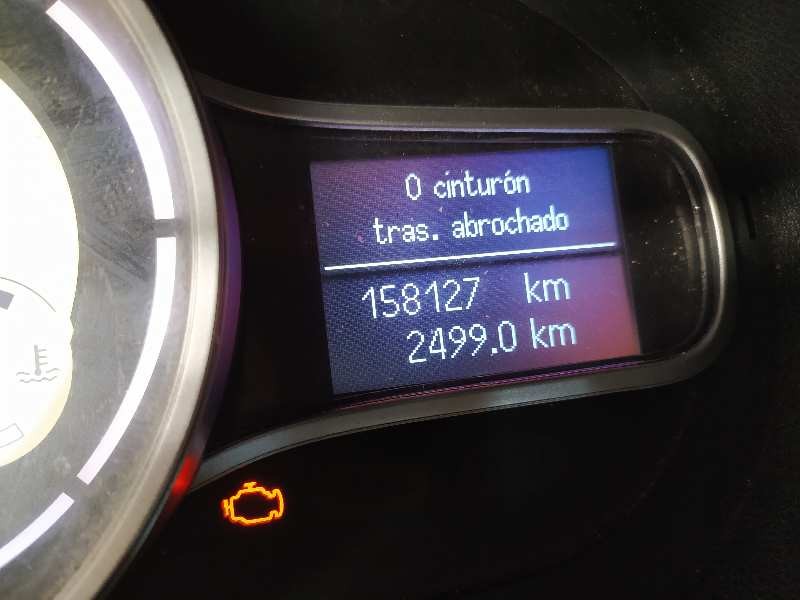 0 cinturón
tras. abrochado
158127 km
2499.0 km